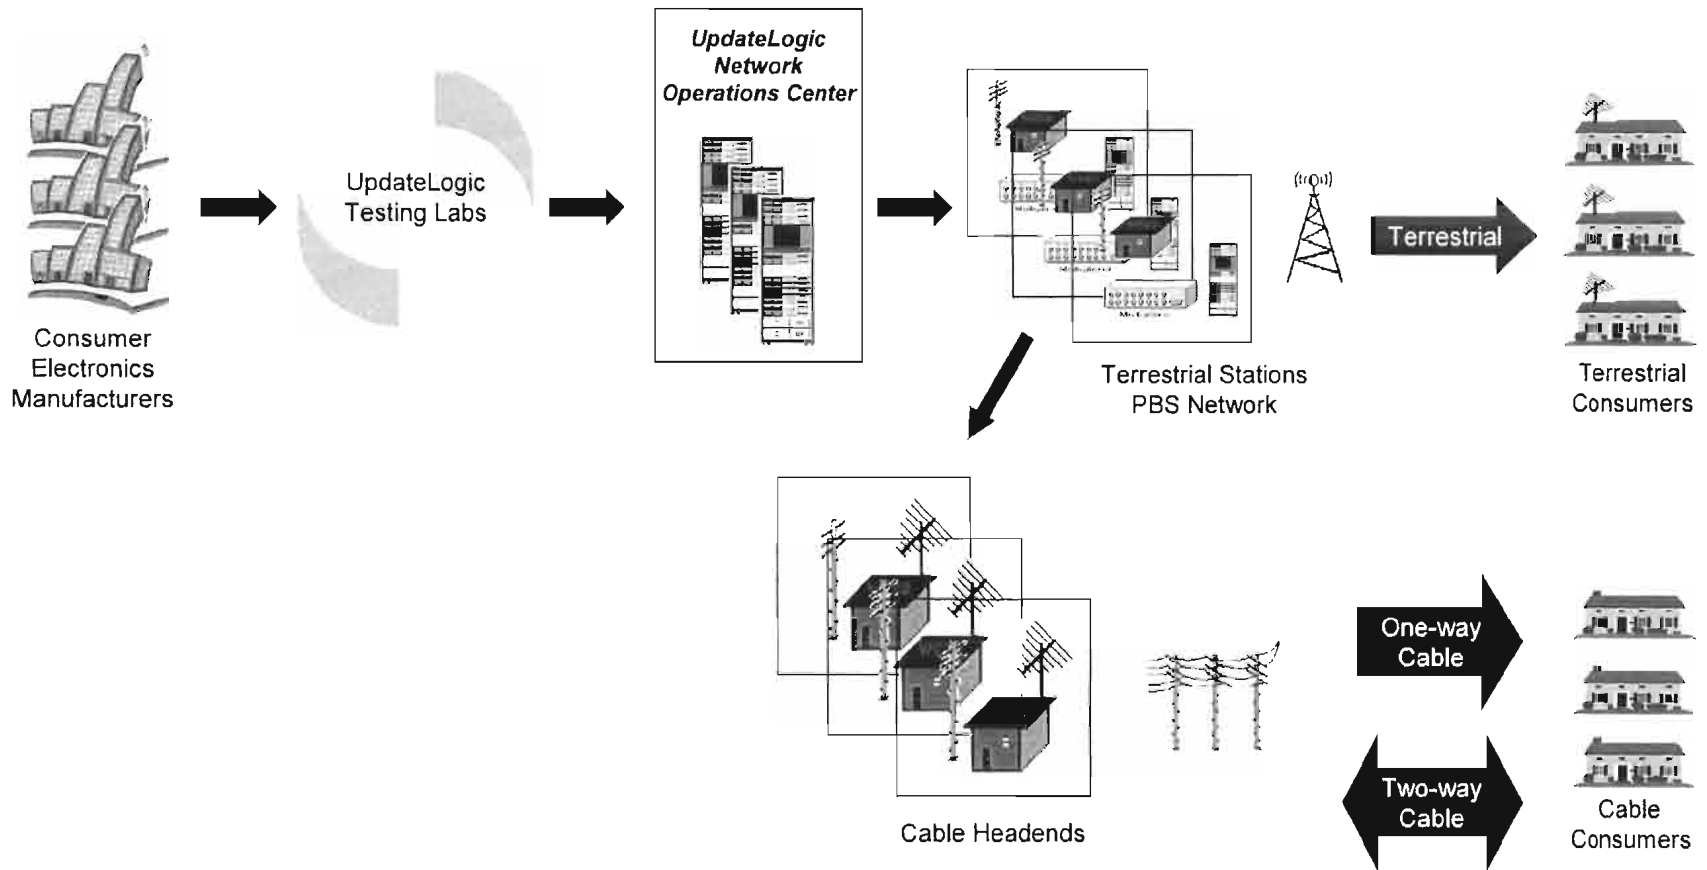 UpdateLogic
Network
Operations Center
UpdateLogic
Testing Labs
Terrestrial
Consumer
Electronics
Manufacturers
Terrestrial Stations
PBS Network
Terrestrial
Consumers
One-way
Cable
Two-way
Cable
Cable Headends
Cable
Consumers